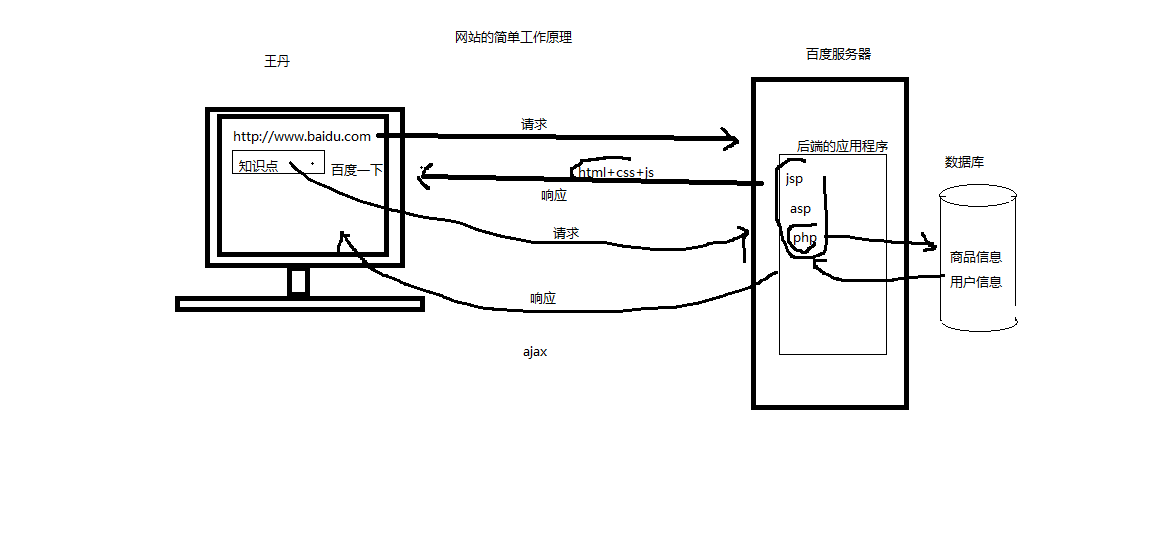 网站的简单工作原理
王丹
百度服务器
http://www.baidu.com
请求
后端的应用程序
知识点
百度一下
html+css+js
jsp
数据库
响应
asp
请求
php
商品信息
用户信息
响应
ajax